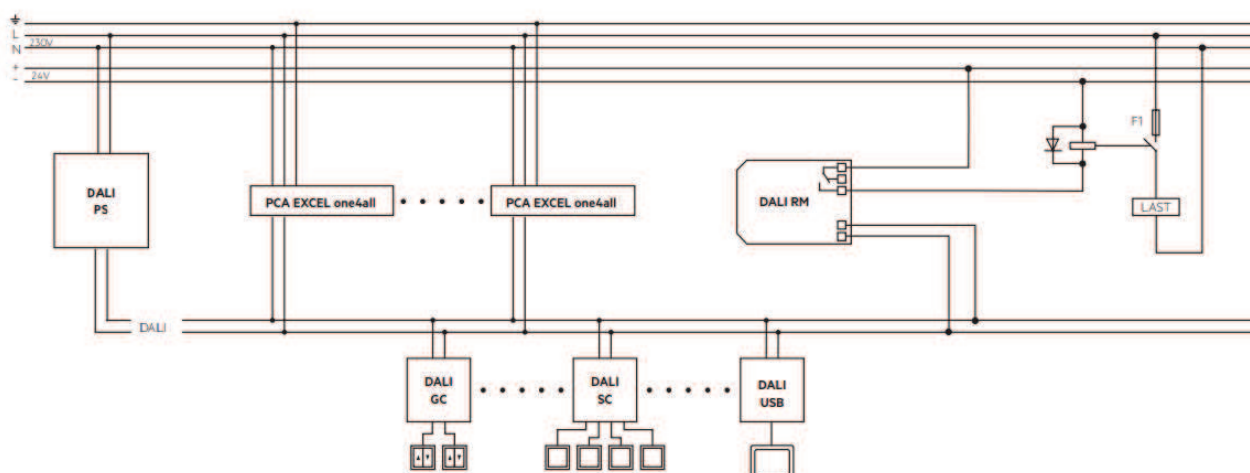 L
230V
N
+
24V
-
F1
DALI
PS
PCA EXCEL one4all
PCA EXCEL one4all
DALI RM
LAST
DALI
DALI
GC
DALI
SC
DALI
USB